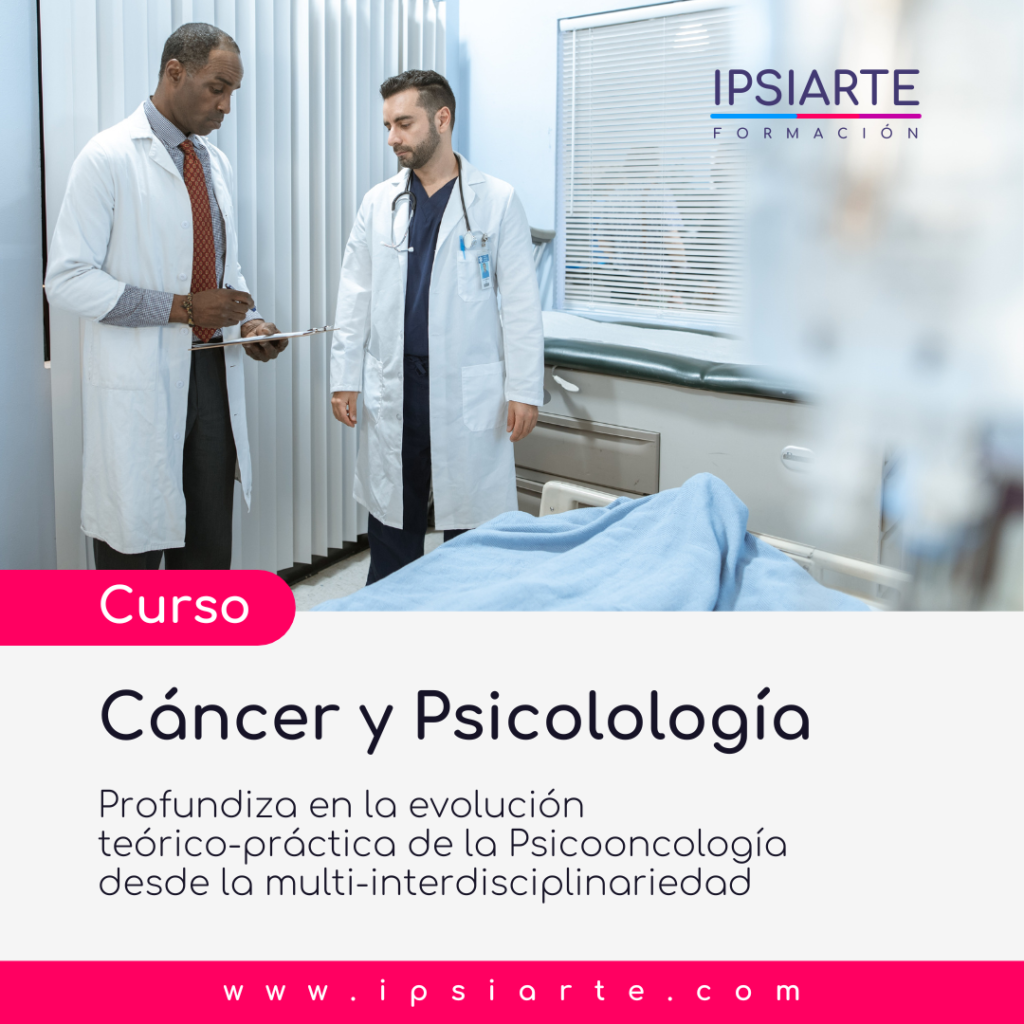 IPSIARTE
FORMACIÓN
Curso
Cáncer y Psicolología
Profundiza en la evolución
teórico-práctica de la Psicooncología
desde la multi-interdisciplinariedad
www.ipsiarte.com